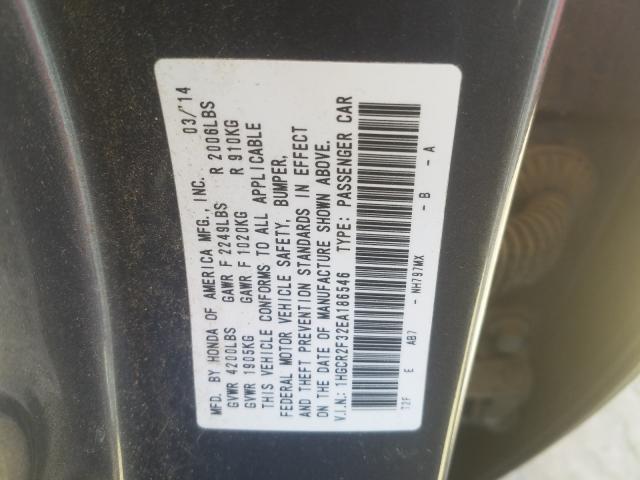 MFD. BY HONDA OF AMERICA MFG., INC. 03/'14
GVWR 4200LBS GAWR F 2249LBS R 2006LBS
GVWR 1905KG GAWR F 1020KG R 910KG
THIS VEHICLE CONFORMS TO ALL APPLICABLE
FEDERAL MOTOR VEHICLE SAFETY, BUMPER,
AND THEFT PREVENTION STANDARDS IN EFFECT
ON THE DATE OF MANUFACTURE SHOWN ABOVE.
V.I.N.: 1HGCR2F32EA186546 TYPE: PASSENGER CAR
T2F E AB7 - NH797MX - B - A